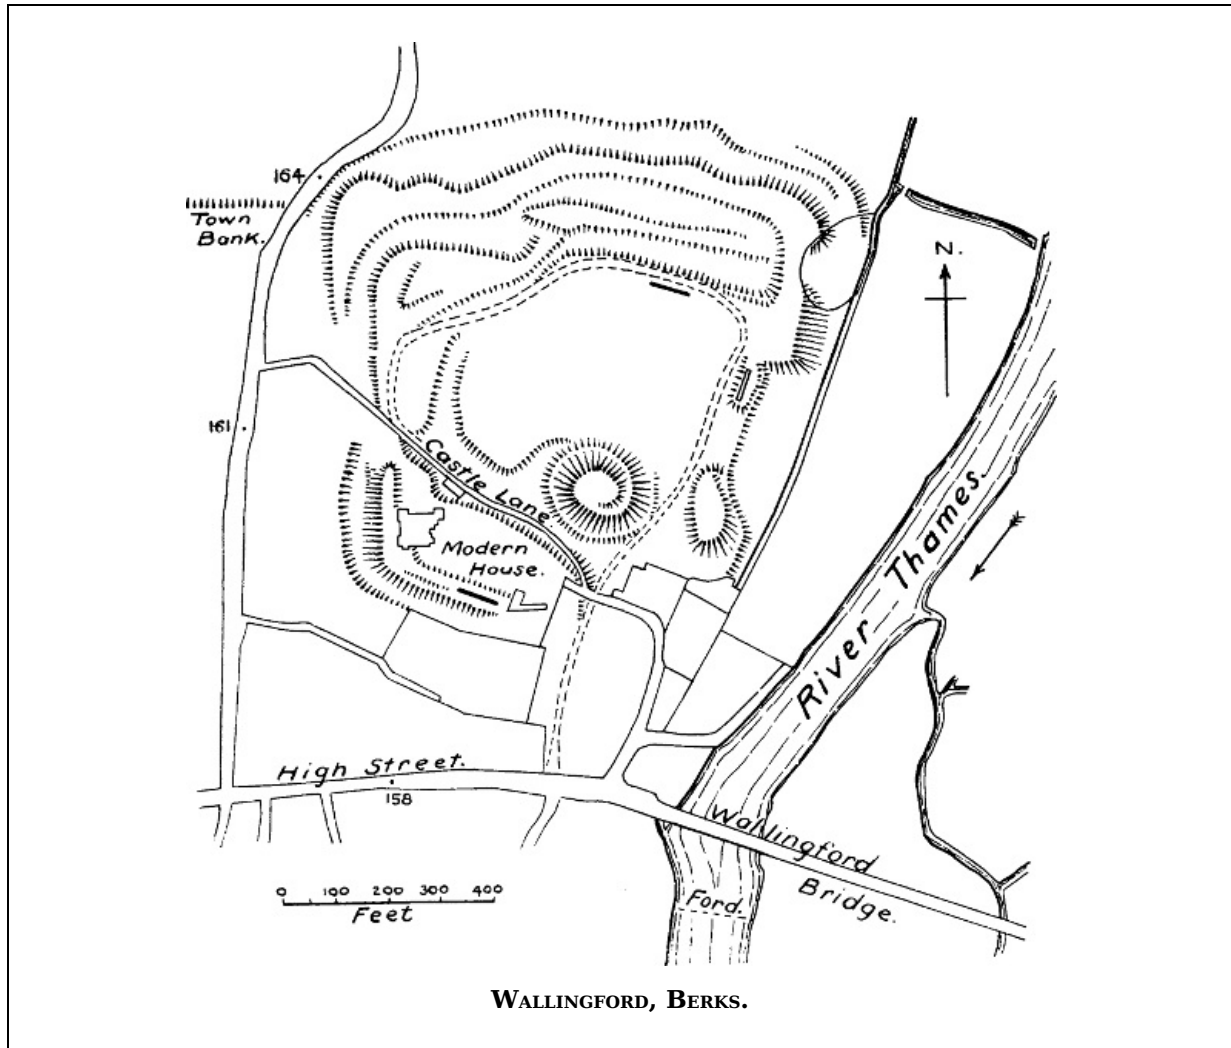 164
Town
Bank.
N.
161
Castle Lane.
Modern
House.
River Thames.
High Street.
158
Wallingford
Bridge.
0 100 200 300 400
Feet
Ford.
WALLINGFORD, BERKS.